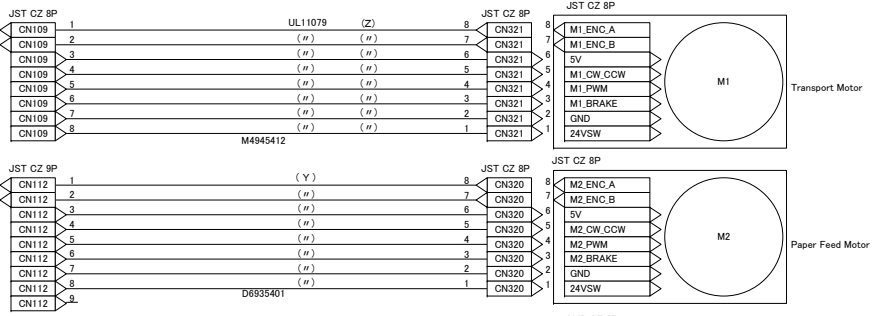 JST CZ 8P JST CZ 8P JST CZ 8P
CN109 1 UL11079 (Z) 8 CN321 8 M1_ENC_A
CN109 2 (〃) (〃) 7 CN321 7 M1_ENC_B
CN109 3 (〃) (〃) 6 CN321 6 5V
CN109 4 (〃) (〃) 5 CN321 5 M1_CW_CCW M1
CN109 5 (〃) (〃) 4 CN321 4 M1_PWM Transport Motor
CN109 6 (〃) (〃) 3 CN321 3 M1_BRAKE
CN109 7 (〃) (〃) 2 CN321 2 GND
CN109 8 (〃) (〃) 1 CN321 1 24VSW
M4945412
JST CZ 9P JST CZ 8P JST CZ 8P
CN112 1 (Y) 8 CN320 8 M2_ENC_A
CN112 2 (〃) 7 CN320 7 M2_ENC_B
CN112 3 (〃) 6 CN320 6 5V
CN112 4 (〃) 5 CN320 5 M2_CW_CCW M2
CN112 5 (〃) 4 CN320 4 M2_PWM Paper Feed Motor
CN112 6 (〃) 3 CN320 3 M2_BRAKE
CN112 7 (〃) 2 CN320 2 GND
CN112 8 (〃) 1 CN320 1 24VSW
D6935401
CN112 9